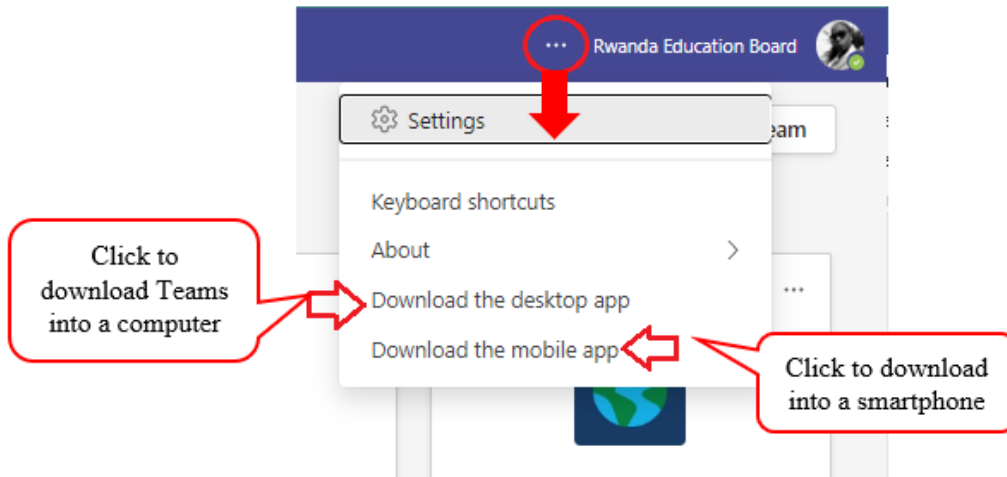 ... Rwanda Education Board
Settings
eam
Keyboard shortcuts
About
Download the desktop app
...
Download the mobile app
Click to
download Teams
into a computer
Click to download
into a smartphone